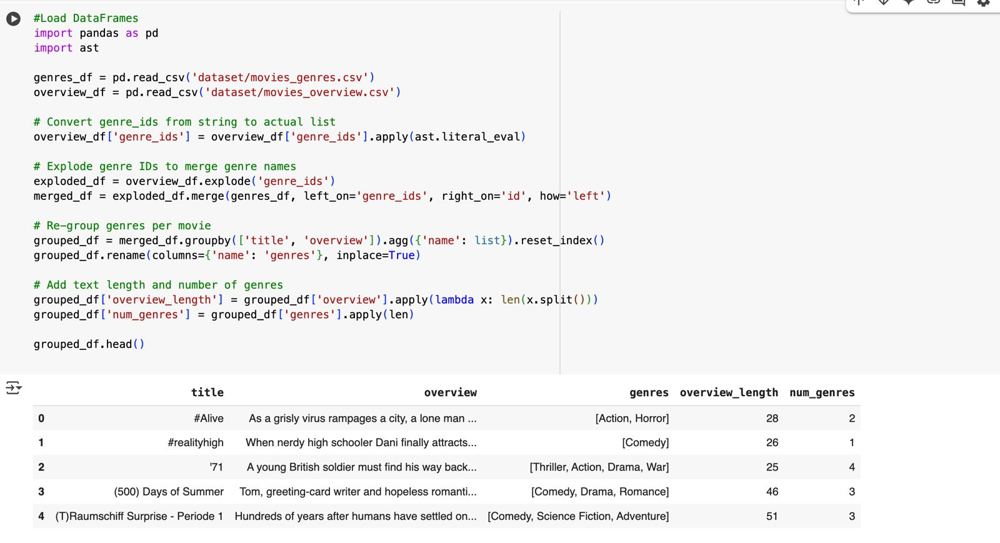 #Load DataFrames
import pandas as pd
import ast
genres_df = pd.read_csv('dataset/movies_genres.csv')
overview_df = pd.read_csv('dataset/movies_overview.csv')
# Convert genre_ids from string to actual list
overview_df['genre_ids'] = overview_df['genre_ids'].apply(ast.literal_eval)
# Explode genre IDs to merge genre names
exploded_df = overview_df.explode('genre_ids')
merged_df = exploded_df.merge(genres_df, left_on='genre_ids', right_on='id', how='left')
# Re-group genres per movie
grouped_df = merged_df.groupby(['title', 'overview']).agg({'name': list}).reset_index()
grouped_df.rename(columns={'name': 'genres'}, inplace=True)
# Add text length and number of genres
grouped_df['overview_length'] = grouped_df['overview'].apply(lambda x: len(x.split()))
grouped_df['num_genres'] = grouped_df['genres'].apply(len)
grouped_df.head()
title overview genres overview_length num_genres
0 #Alive As a grisly virus rampages a city, a lone man ... [Action, Horror] 28 2
1 #realityhigh When nerdy high schooler Dani finally attracts... [Comedy] 26 1
2 '71 A young British soldier must find his way back... [Thriller, Action, Drama, War] 25 4
3 (500) Days of Summer Tom, greeting-card writer and hopeless romanti... [Comedy, Drama, Romance] 46 3
4 (T)Raumschiff Surprise - Periode 1 Hundreds of years after humans have settled on... [Comedy, Science Fiction, Adventure] 51 3